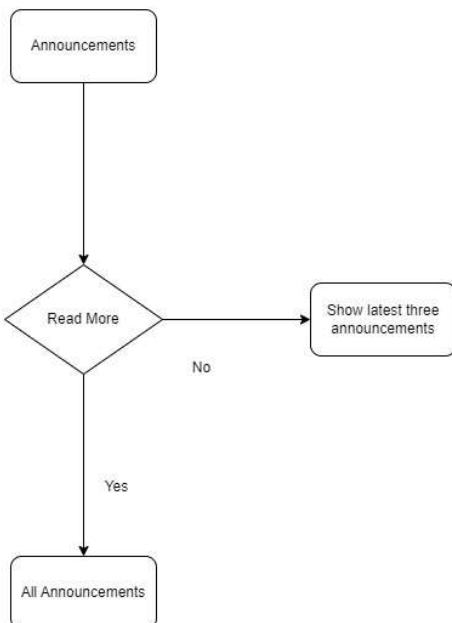 Announcements
Read More
Show latest three
announcements
No
Yes
All Announcements